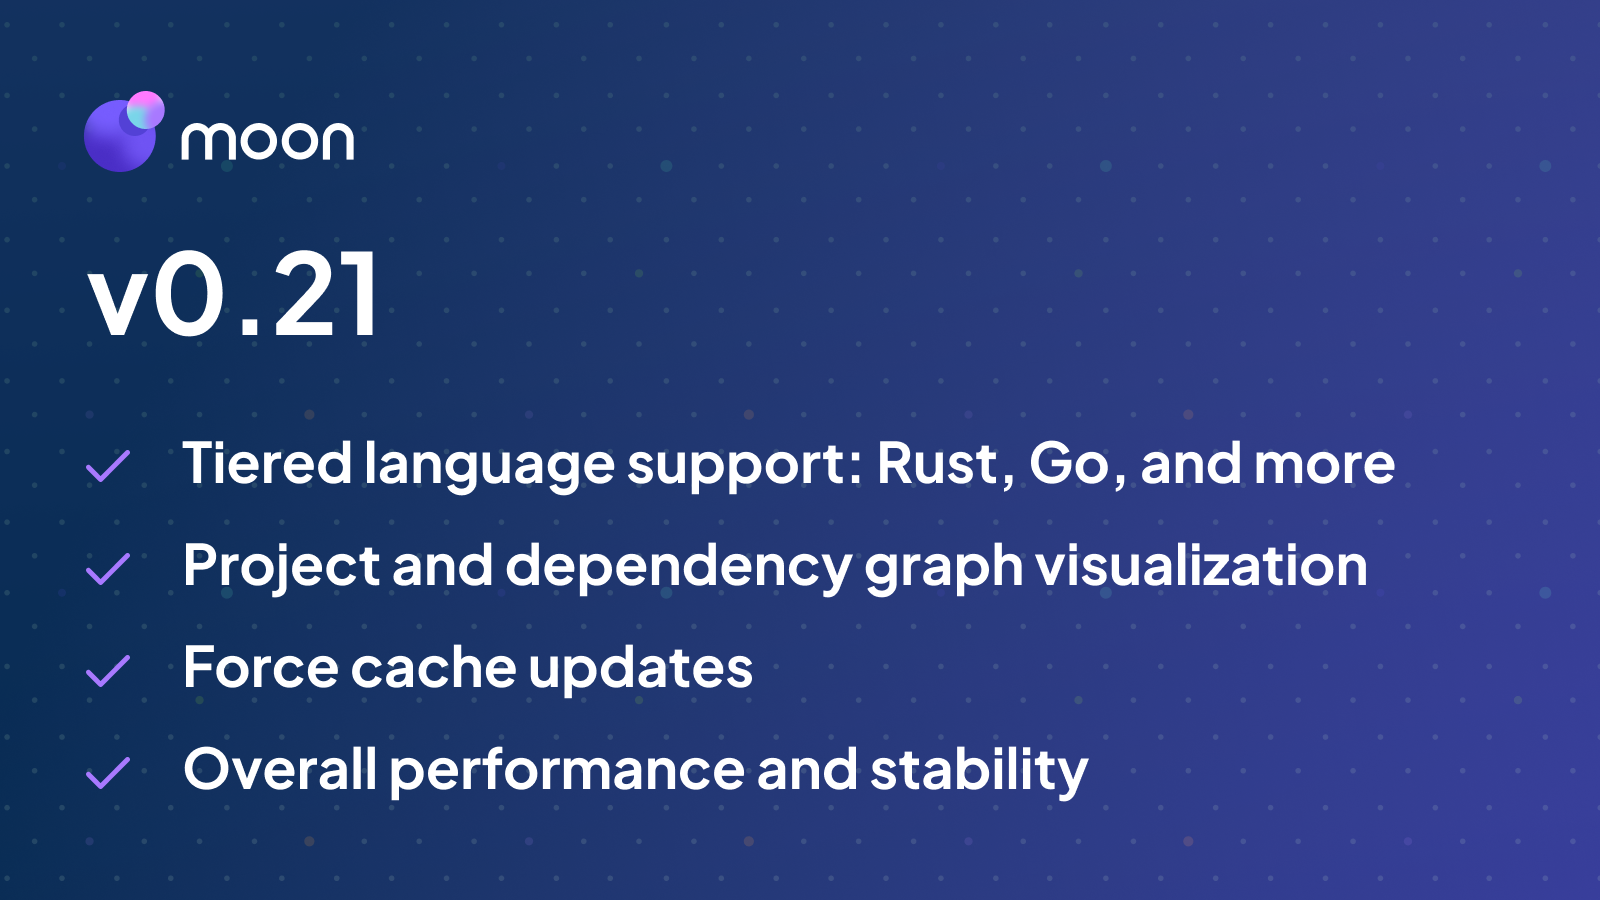 moon
v0.21
Tiered language support: Rust, Go, and more
Project and dependency graph visualization
Force cache updates
Overall performance and stability